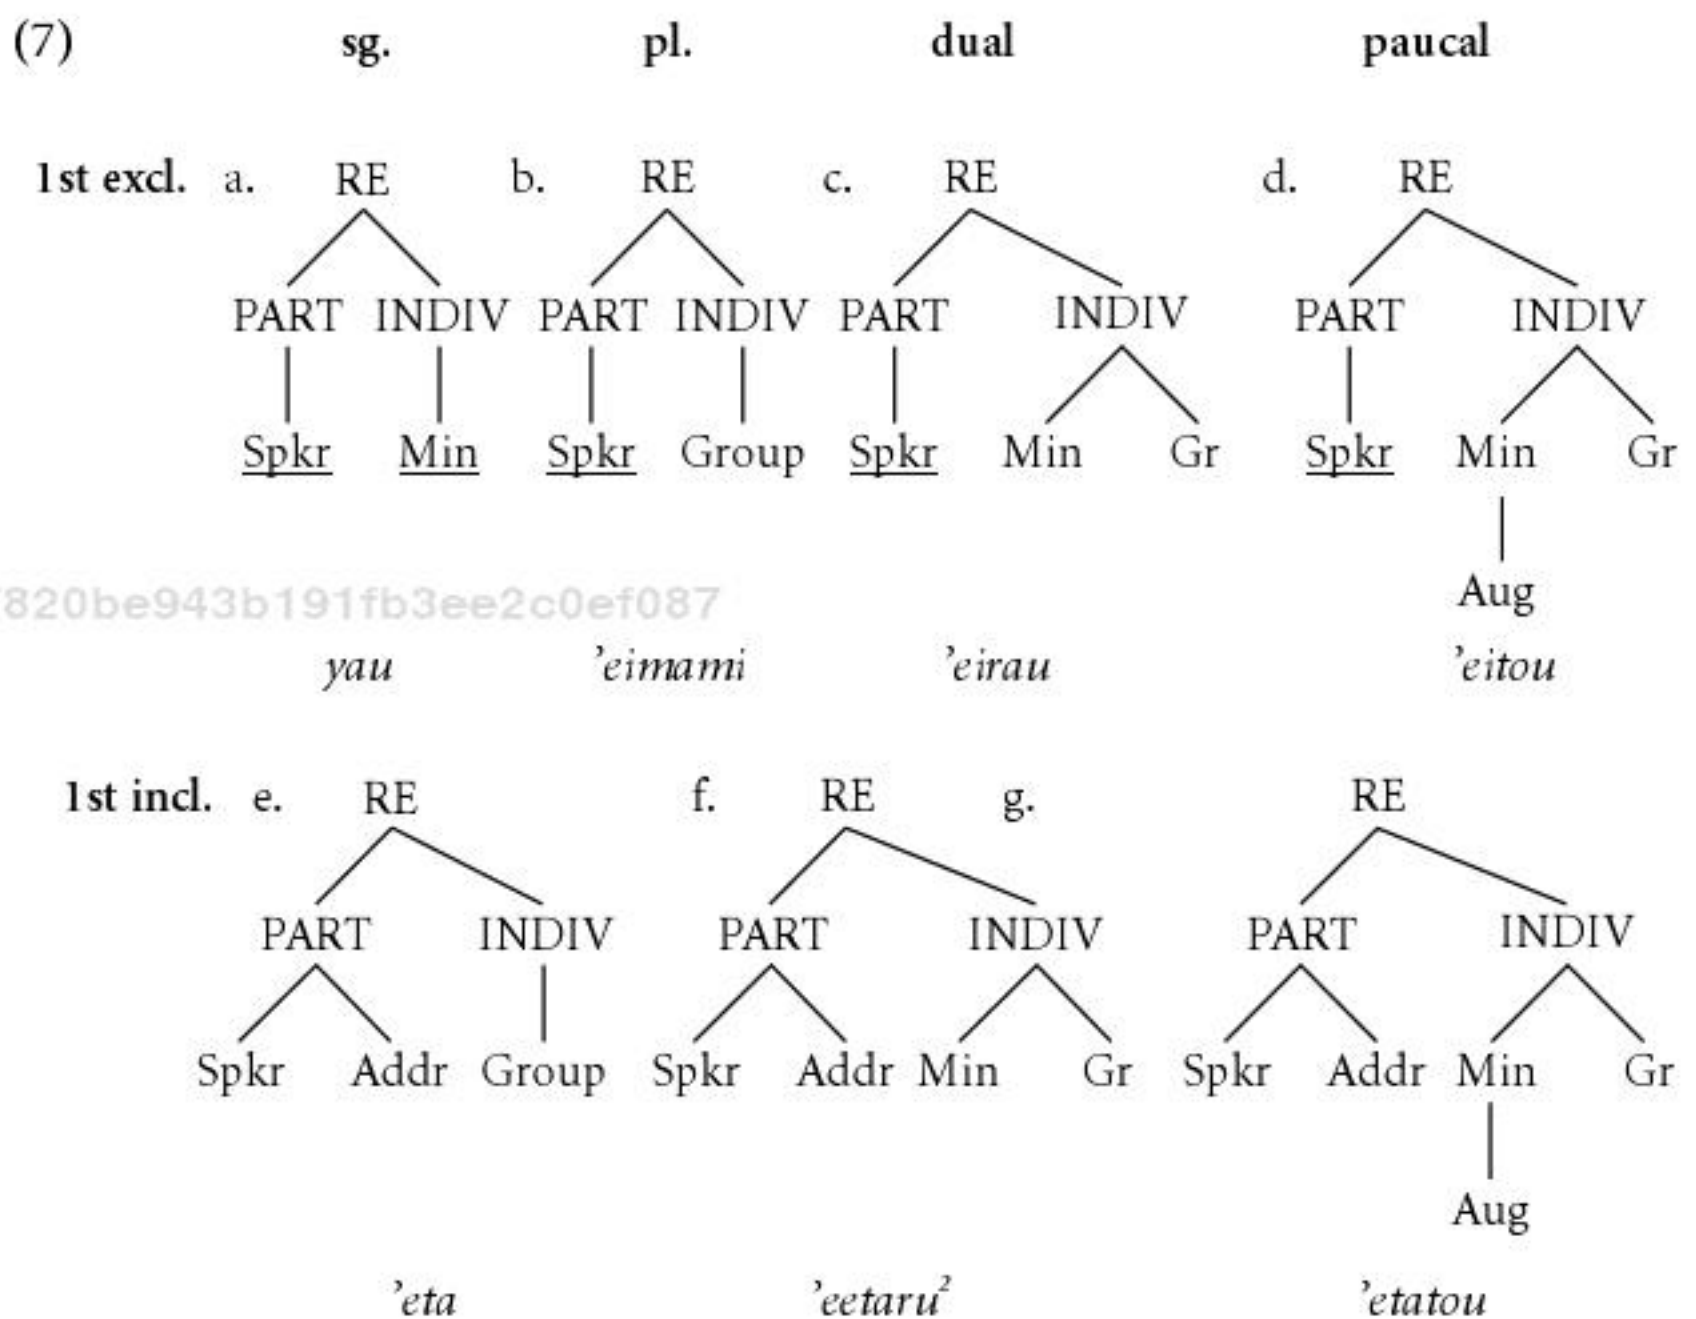 (7) sg. pl. dual paucal
1st excl. a. RE b. RE c. RE d. RE
PART INDIV PART INDIV PART INDIV PART INDIV
Spkr Min Spkr Group Spkr Min Gr Spkr Min Gr
Aug
820be943b191fb3ee2c0ef087
yau ’eimami ’eirau ’eitou
1st incl. e. RE f. RE g. RE
PART INDIV PART INDIV PART INDIV
Spkr Addr Group Spkr Addr Min Gr Spkr Addr Min Gr
Aug
’eta ’eetaru² ’etatou